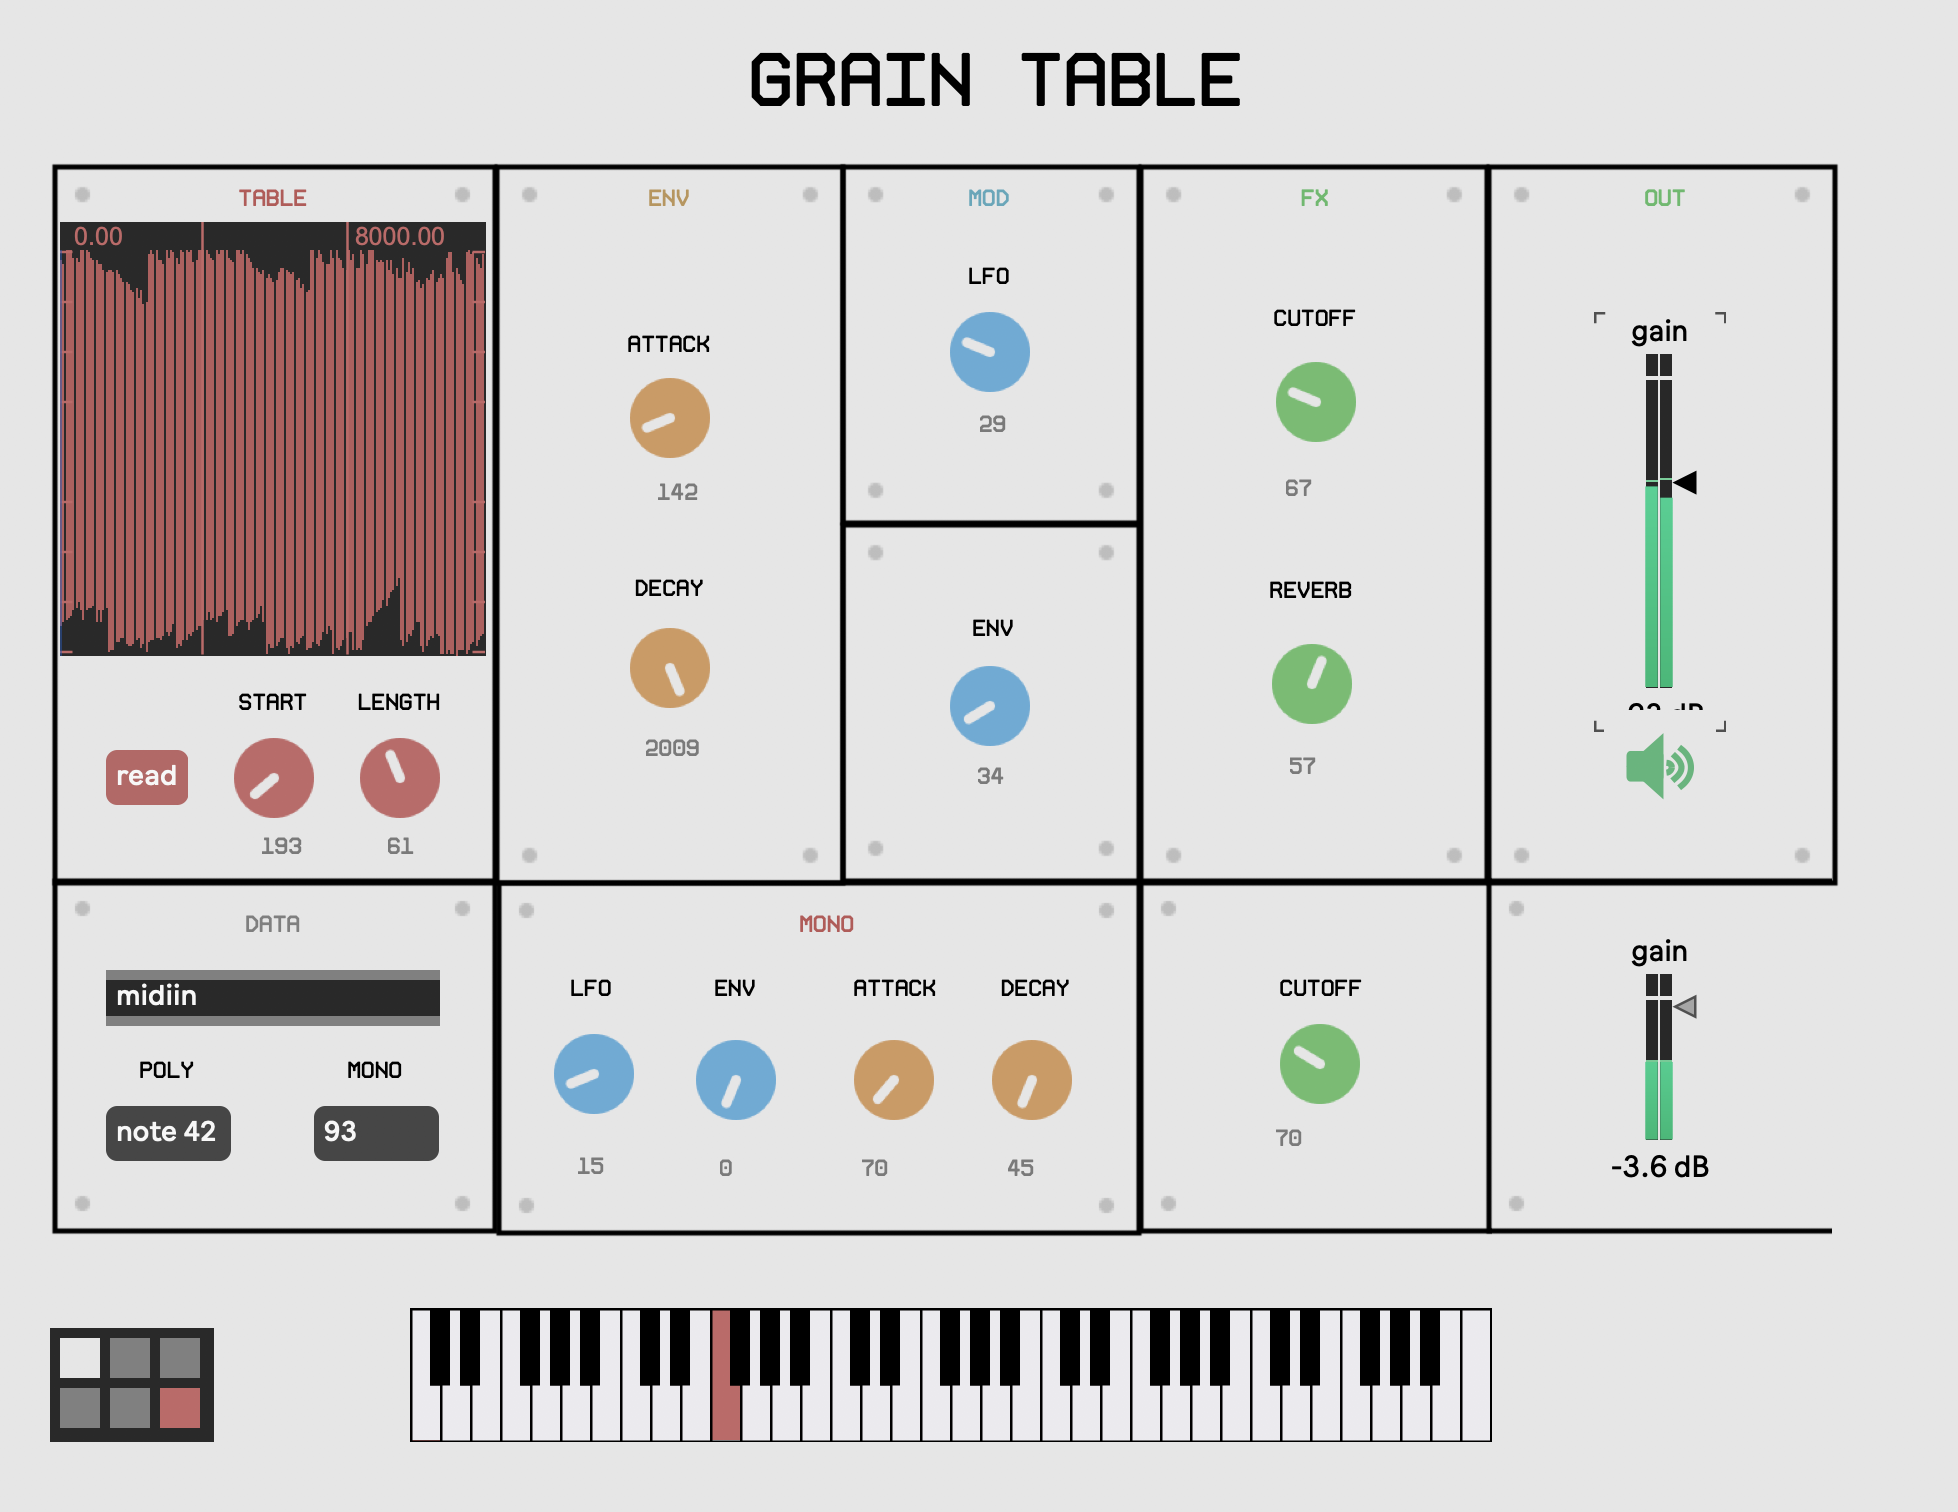 GRAIN TABLE
TABLE
0.00
8000.00
START
LENGTH
read
193
61
ENV
ATTACK
142
DECAY
2009
MOD
LFO
29
ENV
34
FX
CUTOFF
67
REVERB
57
OUT
gain
dB
DATA
midiin
POLY
MONO
note 42
93
MONO
LFO
ENV
ATTACK
DECAY
15
0
70
45
CUTOFF
70
gain
-3.6 dB